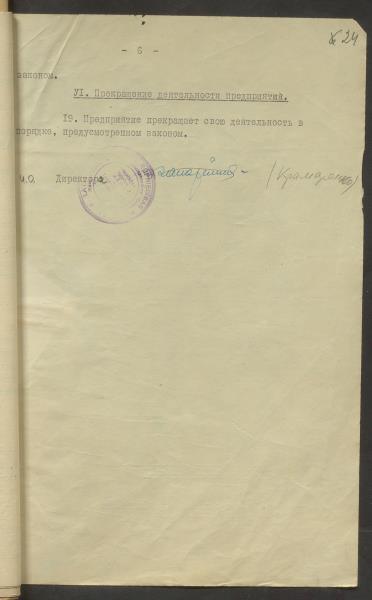 24
- 6 -
законом.
УI. Прекращение деятельности предприятий.
19. Предприятие прекращает свою деятельность в
порядке, предусмотренном законом.
И.О. Директора
(Крамаренко)